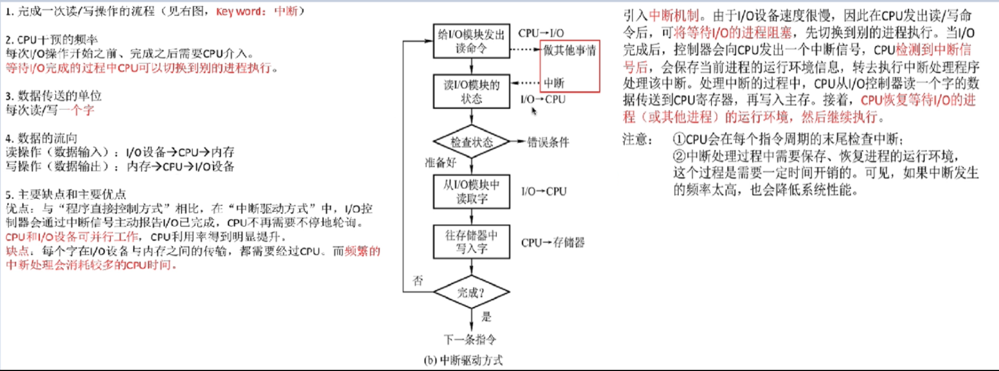 1. 完成一次读/写操作的流程（见右图，Key word：中断）
2. CPU干预的频率
每次I/O操作开始之前、完成之后需要CPU介入。
等待I/O完成的过程中CPU可以切换到别的进程执行。
3. 数据传送的单位
每次读/写一个字
4. 数据的流向
读操作（数据输入）：I/O设备→CPU→内存
写操作（数据输出）：内存→CPU→I/O设备
5. 主要缺点和主要优点
优点：与“程序直接控制方式”相比，在“中断驱动方式”中，I/O控
制器会通过中断信号主动报告I/O已完成，CPU不再需要不停地轮询。
CPU和I/O设备可并行工作，CPU利用率得到明显提升。
缺点：每个字在I/O设备与内存之间的传输，都需要经过CPU。而频繁的
中断处理会消耗较多的CPU时间。
给I/O模块发出
读命令
CPU→I/O
做其他事情
读I/O模块的
状态
中断
I/O→CPU
检查状态
错误条件
准备好
从I/O模块中
读取字
I/O→CPU
往存储器中
写入字
CPU→存储器
否
完成?
是
下一条指令
(b) 中断驱动方式
引入中断机制。由于I/O设备速度很慢，因此在CPU发出读/写命
令后，可将等待I/O的进程阻塞，先切换到别的进程执行。当I/O
完成后，控制器会向CPU发出一个中断信号，CPU检测到中断信
号后，会保存当前进程的运行环境信息，转去执行中断处理程序
处理该中断。处理中断的过程中，CPU从I/O控制器读一个字的数
据传送到CPU寄存器，再写入主存。接着，CPU恢复等待I/O的进
程（或其他进程）的运行环境，然后继续执行。
注意： ①CPU会在每个指令周期的末尾检查中断；
②中断处理过程中需要保存、恢复进程的运行环境，
这个过程是需要一定时间开销的。可见，如果中断发生
的频率太高，也会降低系统性能。